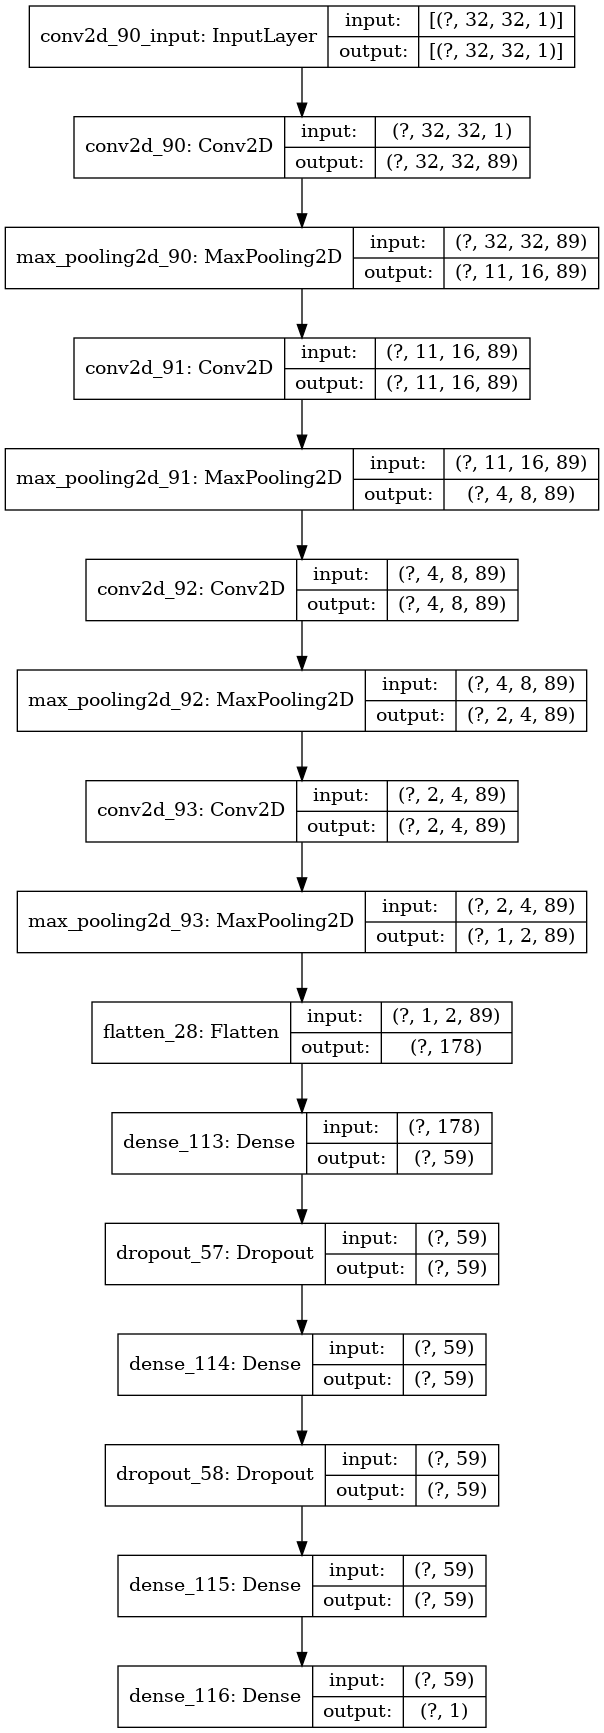 conv2d_90_input: InputLayer
input: [(?, 32, 32, 1)]
output: [(?, 32, 32, 1)]
conv2d_90: Conv2D
input: (?, 32, 32, 1)
output: (?, 32, 32, 89)
max_pooling2d_90: MaxPooling2D
input: (?, 32, 32, 89)
output: (?, 11, 16, 89)
conv2d_91: Conv2D
input: (?, 11, 16, 89)
output: (?, 11, 16, 89)
max_pooling2d_91: MaxPooling2D
input: (?, 11, 16, 89)
output: (?, 4, 8, 89)
conv2d_92: Conv2D
input: (?, 4, 8, 89)
output: (?, 4, 8, 89)
max_pooling2d_92: MaxPooling2D
input: (?, 4, 8, 89)
output: (?, 2, 4, 89)
conv2d_93: Conv2D
input: (?, 2, 4, 89)
output: (?, 2, 4, 89)
max_pooling2d_93: MaxPooling2D
input: (?, 2, 4, 89)
output: (?, 1, 2, 89)
flatten_28: Flatten
input: (?, 1, 2, 89)
output: (?, 178)
dense_113: Dense
input: (?, 178)
output: (?, 59)
dropout_57: Dropout
input: (?, 59)
output: (?, 59)
dense_114: Dense
input: (?, 59)
output: (?, 59)
dropout_58: Dropout
input: (?, 59)
output: (?, 59)
dense_115: Dense
input: (?, 59)
output: (?, 59)
dense_116: Dense
input: (?, 59)
output: (?, 1)